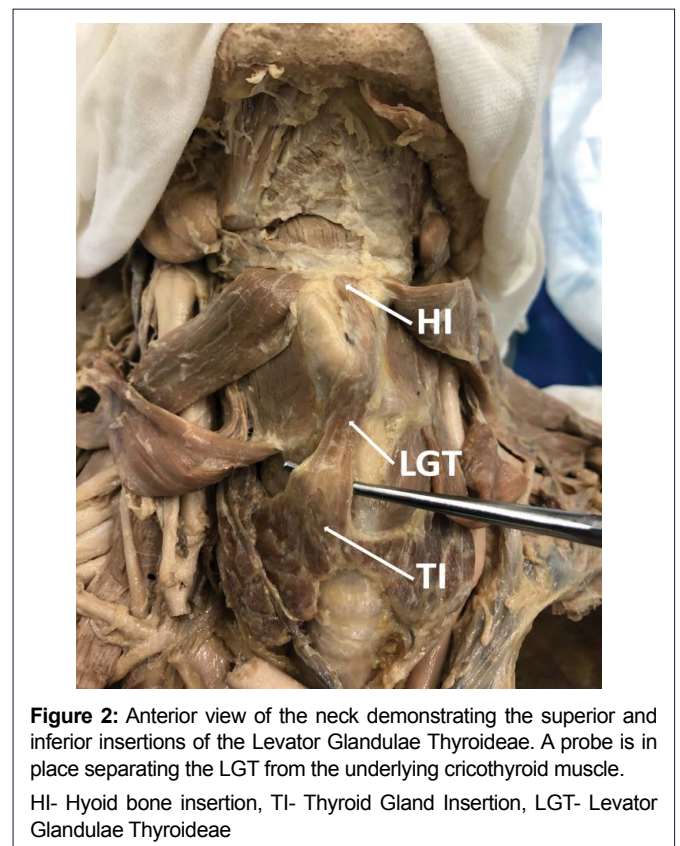 HI
LGT
TI
Figure 2: Anterior view of the neck demonstrating the superior and
inferior insertions of the Levator Glandulae Thyroideae. A probe is in
place separating the LGT from the underlying cricothyroid muscle.
HI- Hyoid bone insertion, TI- Thyroid Gland Insertion, LGT- Levator
Glandulae Thyroideae